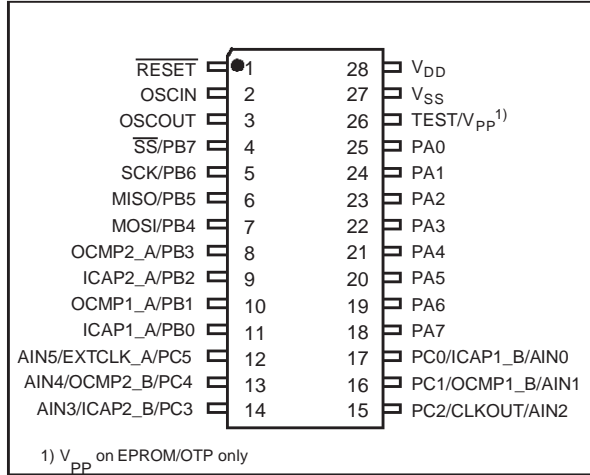 RESET 1 28 VDD
OSCIN 2 27 VSS
OSCOUT 3 26 TEST/VPP1)
SS/PB7 4 25 PA0
SCK/PB6 5 24 PA1
MISO/PB5 6 23 PA2
MOSI/PB4 7 22 PA3
OCMP2_A/PB3 8 21 PA4
ICAP2_A/PB2 9 20 PA5
OCMP1_A/PB1 10 19 PA6
ICAP1_A/PB0 11 18 PA7
AIN5/EXTCLK_A/PC5 12 17 PC0/ICAP1_B/AIN0
AIN4/OCMP2_B/PC4 13 16 PC1/OCMP1_B/AIN1
AIN3/ICAP2_B/PC3 14 15 PC2/CLKOUT/AIN2
1) VPP on EPROM/OTP only